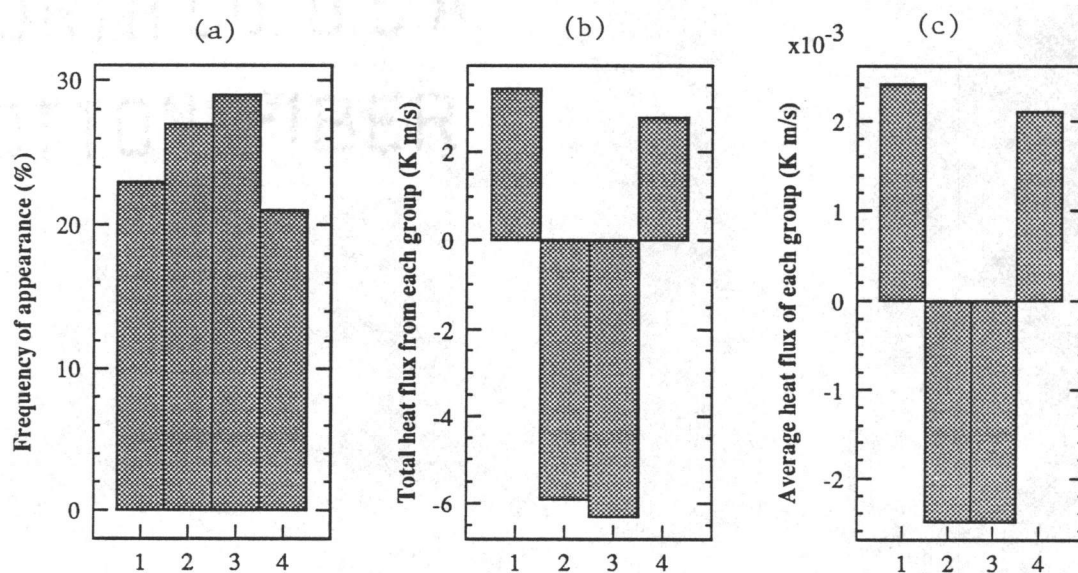 (a)
Frequency of appearance (%)
30
20
10
0
1 2 3 4
(b)
Total heat flux from each group (K m/s)
2
0
-2
-4
-6
1 2 3 4
(c)
x10-3
Average heat flux of each group (K m/s)
2
1
0
-1
-2
1 2 3 4